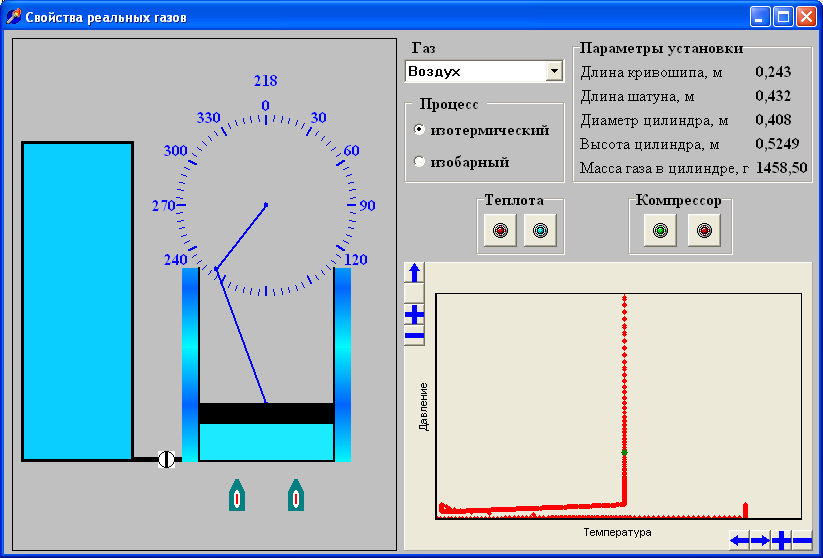 Свойства реальных газов
218
0
30
60
90
120
240
270
300
330
Газ
Воздух
Процесс
изотермический
изобарный
Параметры установки
Длина кривошипа, м 0,243
Длина шатуна, м 0,432
Диаметр цилиндра, м 0,408
Высота цилиндра, м 0,5249
Масса газа в цилиндре, г 1458,50
Теплота
Компрессор
Давление
Температура